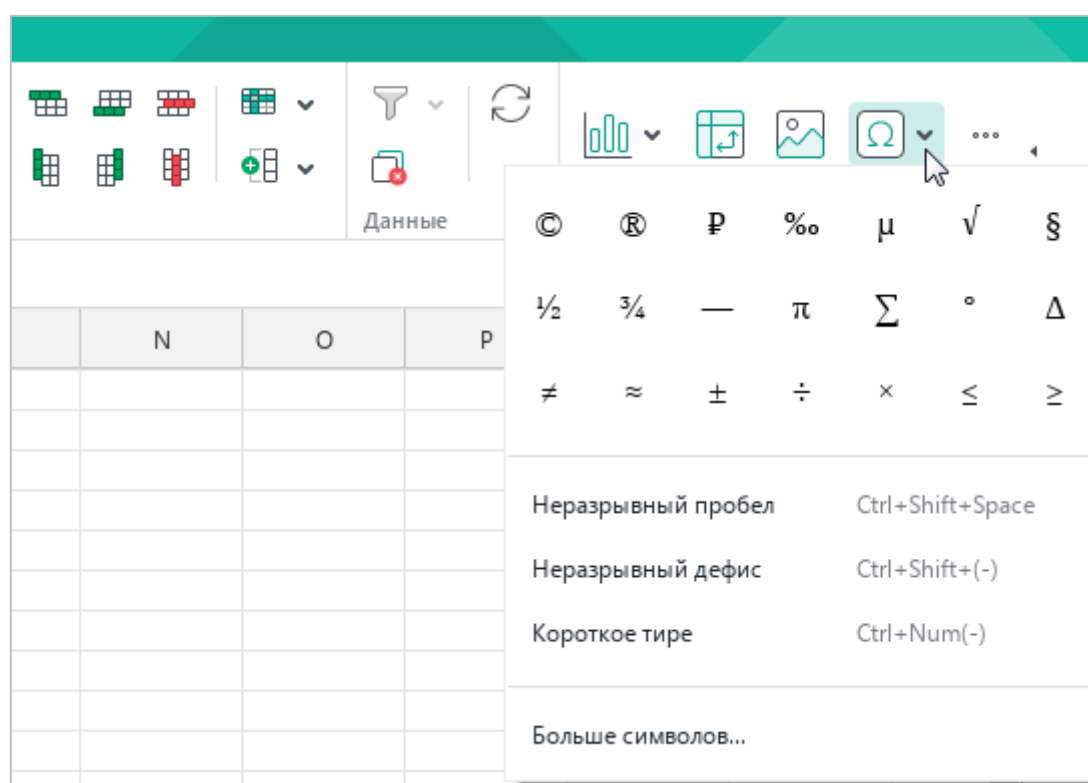 Ω
Данные
© ® ₽ ‰ µ √ §
½ ¾ — π ∑ ° Δ
N O P
≠ ≈ ± ÷ × ≤ ≥
Неразрывный пробел Ctrl+Shift+Space
Неразрывный дефис Ctrl+Shift+(-)
Короткое тире Ctrl+Num(-)
Больше символов...